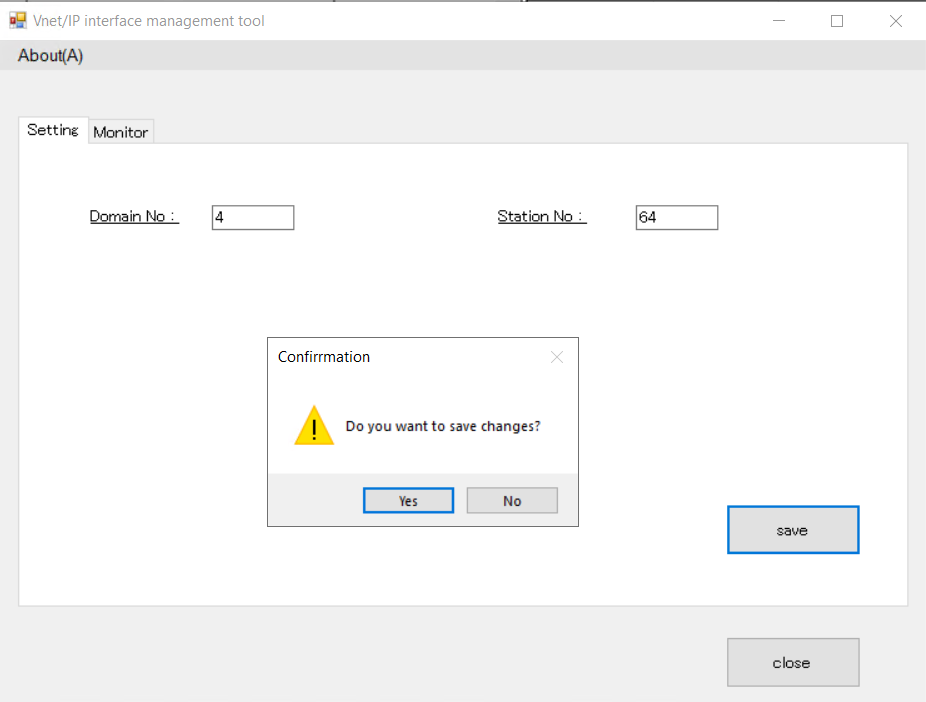 Vnet/IP interface management tool
About(A)
Setting Monitor
Domain No : 4 Station No : 64
Confirrmation
Do you want to save changes?
Yes No
save
close